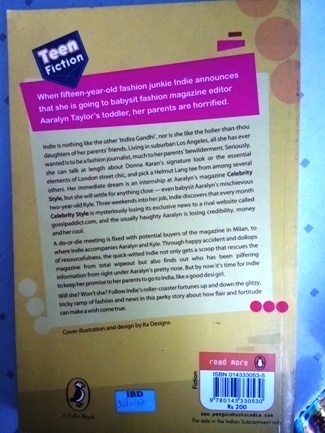 Teen
Fiction
When fifteen-year-old fashion junkie Indie announces
that she is going to babysit fashion magazine editor
Aaralyn Taylor's toddler, her parents are horrified.
Indie is nothing like the other 'Indira Gandhi', nor is she like the holier-than-thou
daughters of her parents' friends. Living in suburban Los Angeles, all she has ever
wanted is to be a fashion journalist, much to her parents' bewilderment. Seriously,
she can talk at length about Donna Karan's signature look or the essential
elements of London street chic, and pick a Helmut Lang tee from among several
others. Her immediate dream is an internship at Aaralyn's magazine Celebrity
Style, but she will settle for anything close — even babysit Aaralyn's mischievous
two-year-old Kyle. Three weekends into her job, Indie discovers that every month
Celebrity Style is mysteriously losing its exclusive news to a rival website called
gossipaddict.com, and the usually haughty Aaralyn is losing credibility, money
and her cool.
A do-or-die meeting is fixed with potential buyers of the magazine in Milan, to
where Indie accompanies Aaralyn and Kyle. Through happy accident and dollops
of resourcefulness, the quick-witted Indie not only gets a scoop that rescues the
magazine from total wipeout but also finds out who has been pilfering
information from right under Aaralyn's pretty nose. But by now it's time for Indie
to keep her promise to her parents to go to India, like a good desi girl.
Will she? Won't she? Follow Indie's roller-coaster fortunes up and down the glitzy,
tricky ramp of fashion and news in this perky story about how flair and fortitude
can make a wish come true.
Cover illustration and design by Ka Designs
read more
Fiction
ISBN 014333053-5
9 780143 330530
Rs 200
www.penguinbooksindia.com
For sale in the Indian Subcontinent only
A Puffin Book
IBD